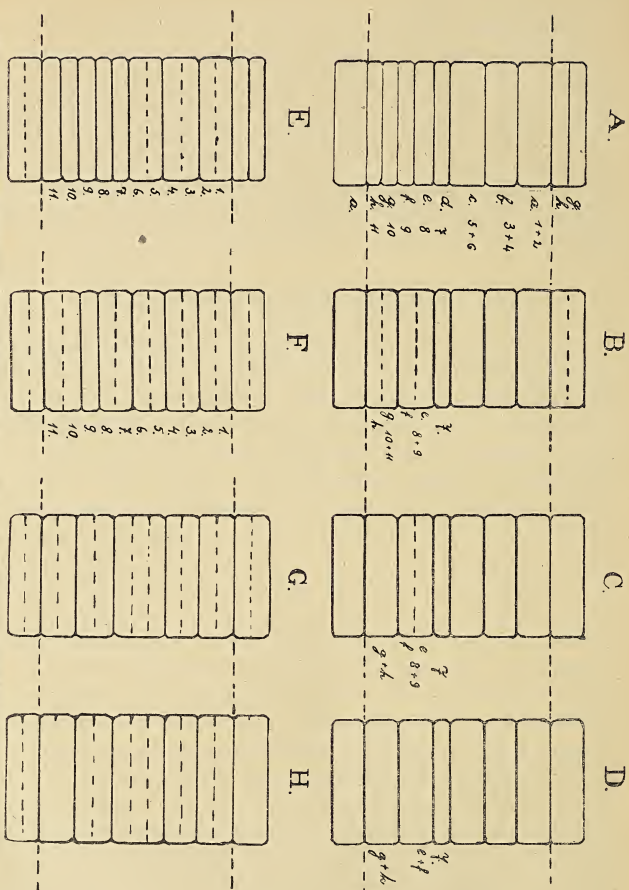 A.
g.
h.
a. 1+2
b. 3+4
c. 5+6
d. 7
e. 8
f. 9
g. 10
h. 11
a.
B.
7.
e.
f 8+9
g
h 10+11
C.
7
e
f 8+9
g+h
D.
7.
e+f
g+h
E.
1.
2.
3.
4.
5.
6.
7.
8.
9.
10.
11.
F.
1.
2.
3.
4.
5.
6.
7.
8.
9.
10.
11.
G.
H.